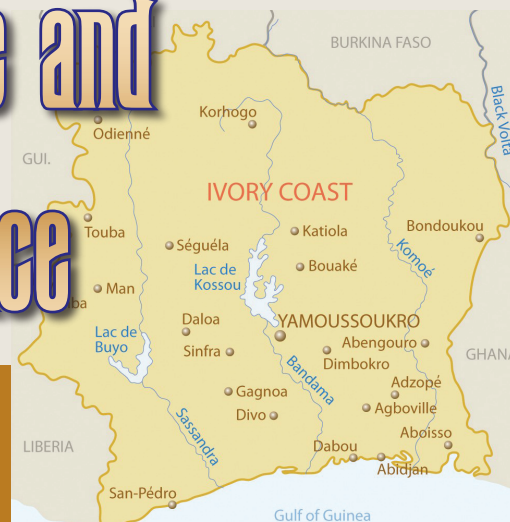 e and
ce
BURKINA FASO
Black Volta
Korhogo
Odienné
GUI.
IVORY COAST
Touba
Katiola
Bondoukou
Séguéla
Komoé
Lac de
Kossou
Bouaké
Man
ba
Daloa
YAMOUSSOUKRO
Lac de
Buyo
Abengouro
Sinfra
Dimbokro
GHANA
Bandama
Adzopé
Gagnoa
Agboville
Divo
Sassandra
Aboisso
LIBERIA
Dabou
Abidjan
San-Pédro
Gulf of Guinea